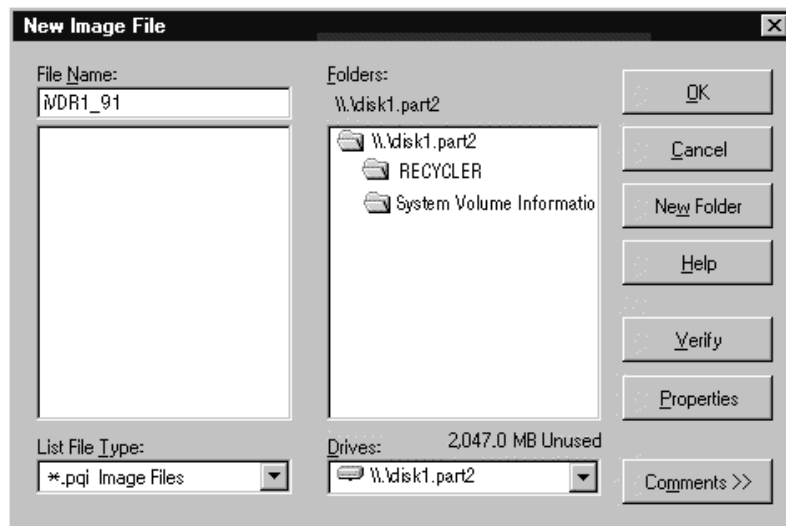 New Image File
File Name:
iVDR1_91
List File Type:
*.pqi Image Files
Folders:
\\.\disk1.part2
\\.\disk1.part2
RECYCLER
System Volume Informatio
Drives:
2,047.0 MB Unused
\\.\disk1.part2
OK
Cancel
New Folder
Help
Verify
Properties
Comments >>